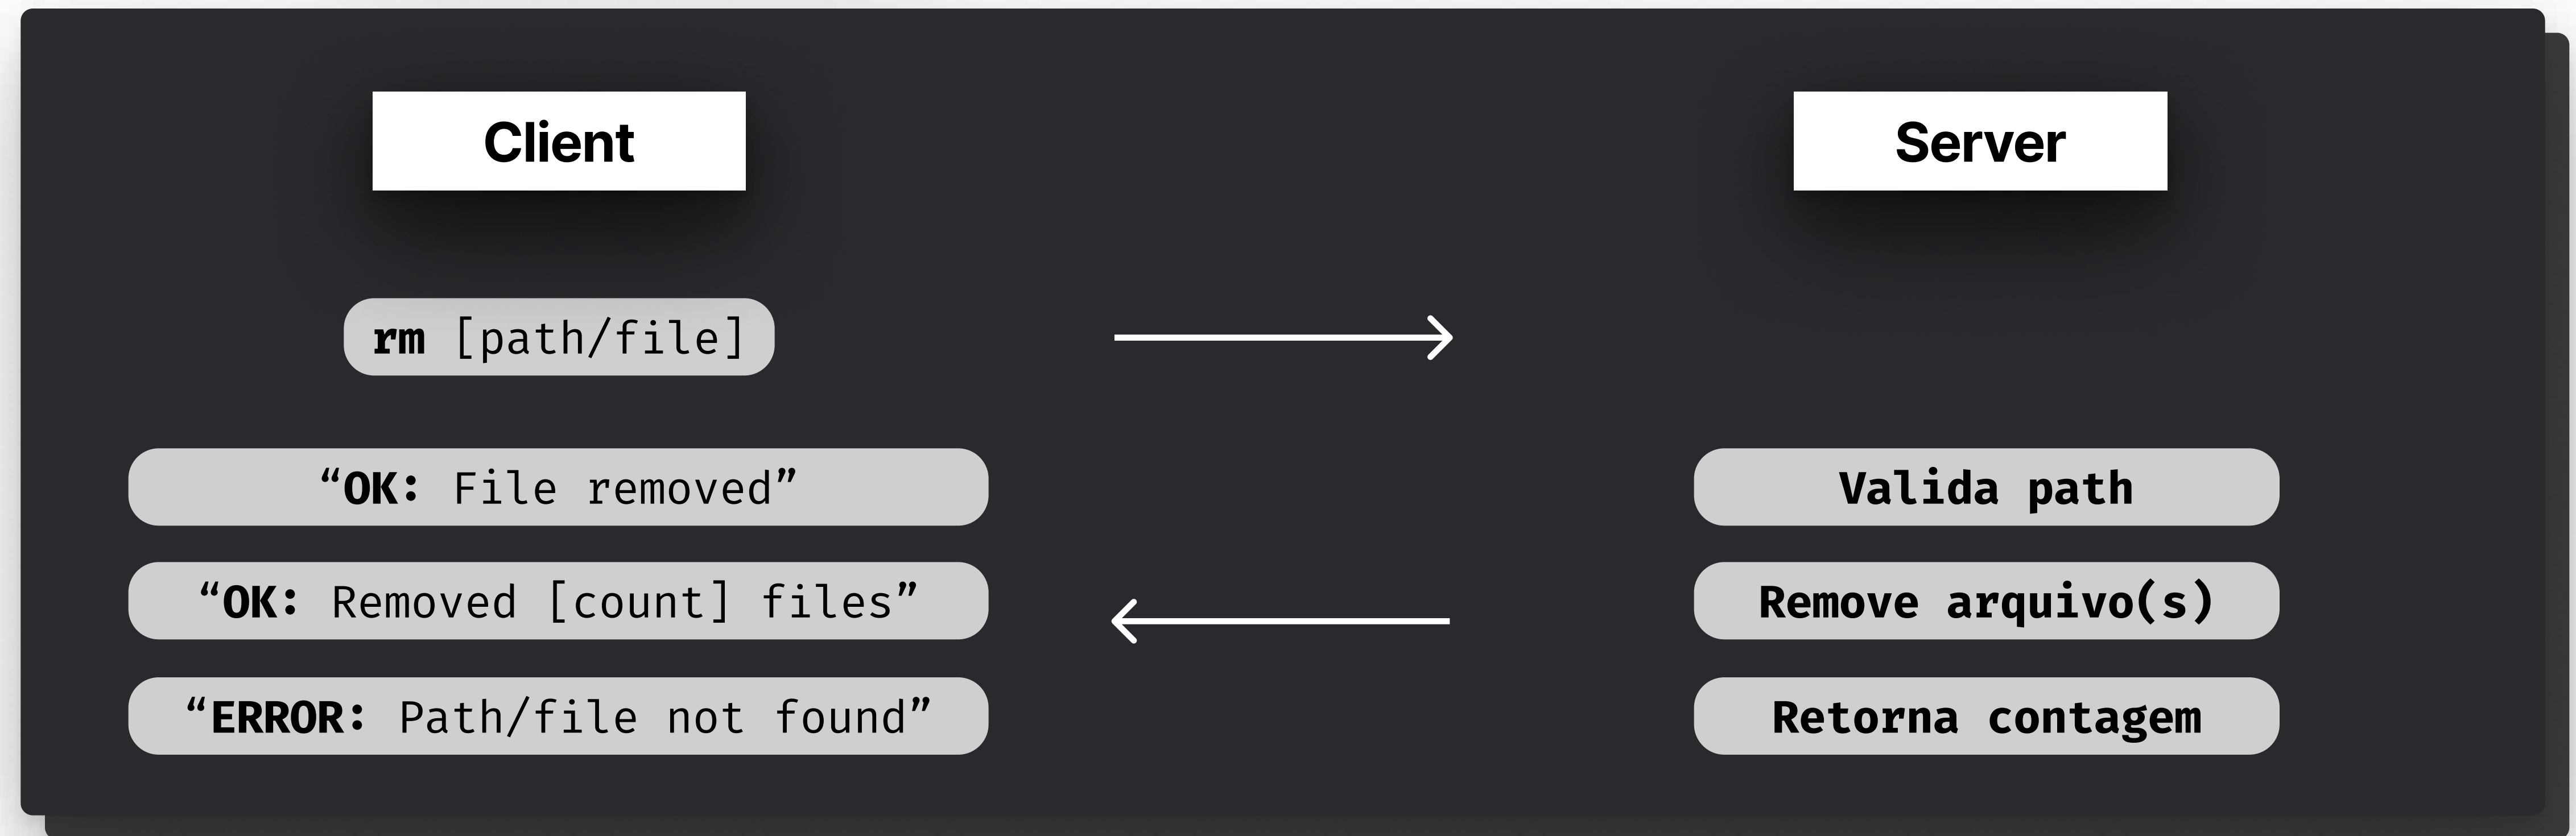 Client
Server
rm [path/file]
“OK: File removed”
Valida path
“OK: Removed [count] files”
Remove arquivo(s)
“ERROR: Path/file not found”
Retorna contagem